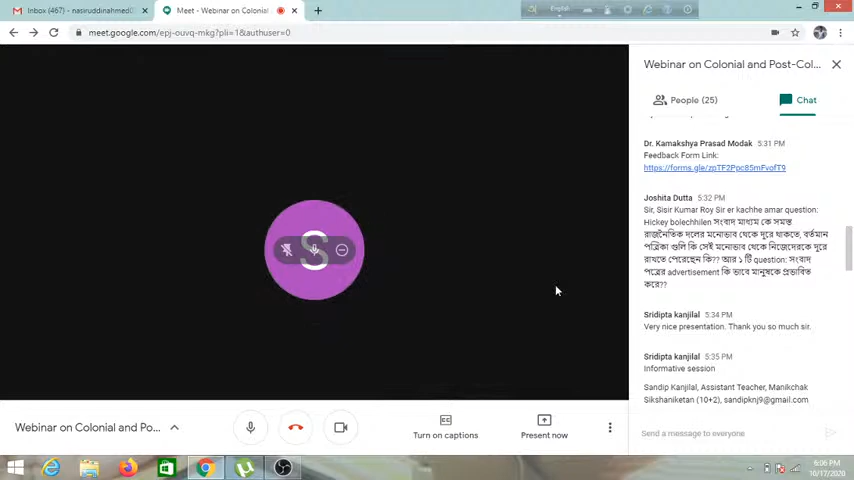 Inbox (467) - nasiruddinahmed0
Meet - Webinar on Colonial
English
meet.google.com/epj-ouvq-mkg?pli=1&authuser=0
Webinar on Colonial and Post-Col...
People (25)
Chat
Dr. Kamakshya Prasad Modak 5:31 PM
Feedback Form Link:
https://forms.gle/zpTF2Ppc85mFvofT9
Joshita Dutta 5:32 PM
Sir, Sisir Kumar Roy Sir er kachhe amar question:
Hickey bolechhilen সংবাদ মাধ্যম কে সমস্ত
রাজনৈতিক দলের মনোভাব থেকে দূরে থাকতে, বর্তমান
পত্রিকা গুলি কি সেই মনোভাব থেকে নিজেদেরকে দূরে
রাখতে পেরেছেন কি?? আর ১ টি question: সংবাদ
পত্রের advertisement কি ভাবে মানুষকে প্রভাবিত
করে??
S
Sridipta kanjilal 5:34 PM
Very nice presentation. Thank you so much sir.
Sridipta kanjilal 5:35 PM
Informative session
Sandip Kanjilal, Assistant Teacher, Manikchak
Sikshaniketan (10+2), sandipknj9@gmail.com
Webinar on Colonial and Po...
Turn on captions
Present now
Send a message to everyone
6:06 PM
10/17/2020